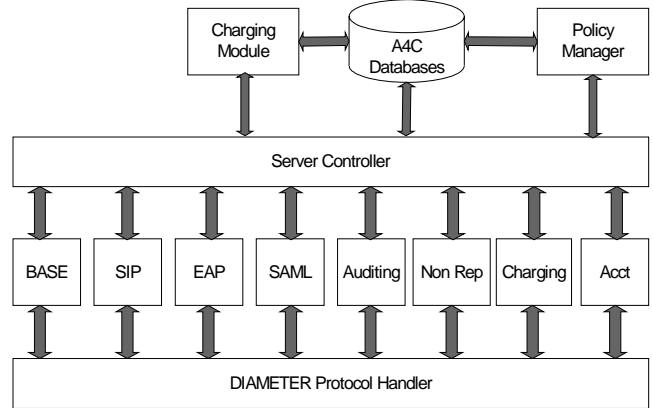 Charging
Module
A4C
Databases
Policy
Manager
Server Controller
BASE
SIP
EAP
SAML
Auditing
Non Rep
Charging
Acct
DIAMETER Protocol Handler